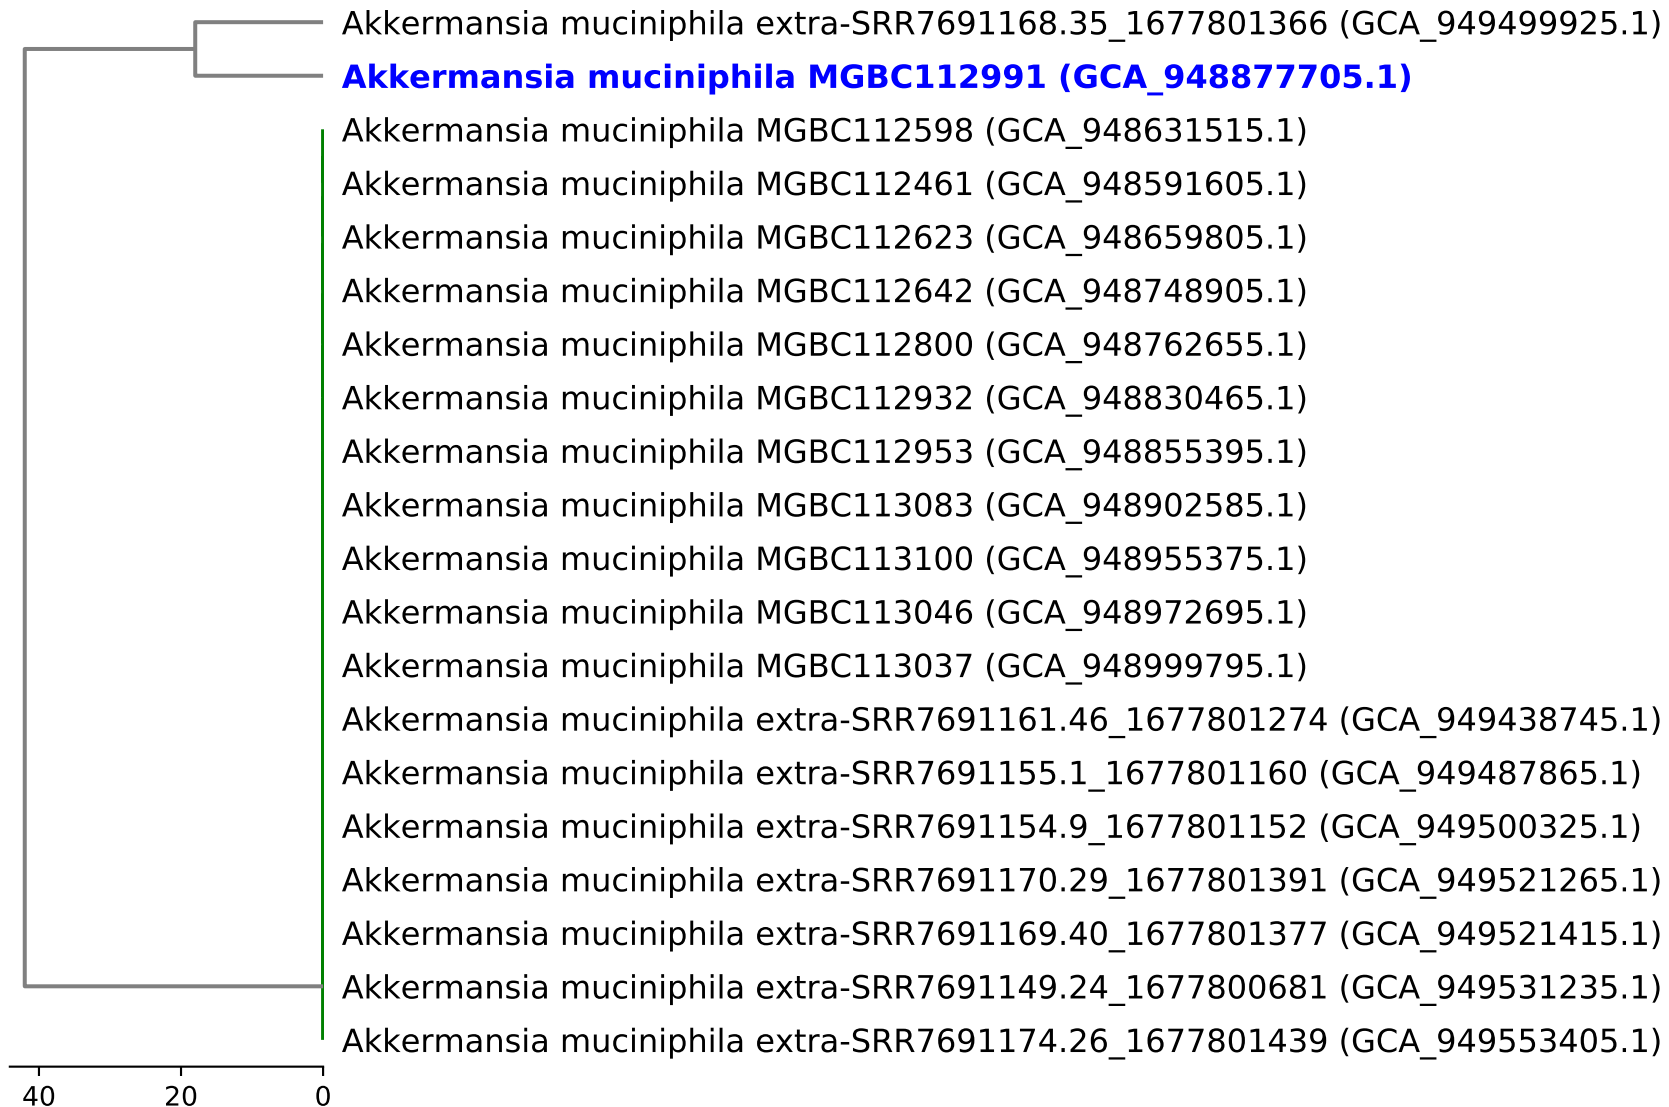 Akkermansia muciniphila extra-SRR7691168.35_1677801366 (GCA_949499925.1)
Akkermansia muciniphila MGBC112991 (GCA_948877705.1)
Akkermansia muciniphila MGBC112598 (GCA_948631515.1)
Akkermansia muciniphila MGBC112461 (GCA_948591605.1)
Akkermansia muciniphila MGBC112623 (GCA_948659805.1)
Akkermansia muciniphila MGBC112642 (GCA_948748905.1)
Akkermansia muciniphila MGBC112800 (GCA_948762655.1)
Akkermansia muciniphila MGBC112932 (GCA_948830465.1)
Akkermansia muciniphila MGBC112953 (GCA_948855395.1)
Akkermansia muciniphila MGBC113083 (GCA_948902585.1)
Akkermansia muciniphila MGBC113100 (GCA_948955375.1)
Akkermansia muciniphila MGBC113046 (GCA_948972695.1)
Akkermansia muciniphila MGBC113037 (GCA_948999795.1)
Akkermansia muciniphila extra-SRR7691161.46_1677801274 (GCA_949438745.1)
Akkermansia muciniphila extra-SRR7691155.1_1677801160 (GCA_949487865.1)
Akkermansia muciniphila extra-SRR7691154.9_1677801152 (GCA_949500325.1)
Akkermansia muciniphila extra-SRR7691170.29_1677801391 (GCA_949521265.1)
Akkermansia muciniphila extra-SRR7691169.40_1677801377 (GCA_949521415.1)
Akkermansia muciniphila extra-SRR7691149.24_1677800681 (GCA_949531235.1)
Akkermansia muciniphila extra-SRR7691174.26_1677801439 (GCA_949553405.1)
40 20 0